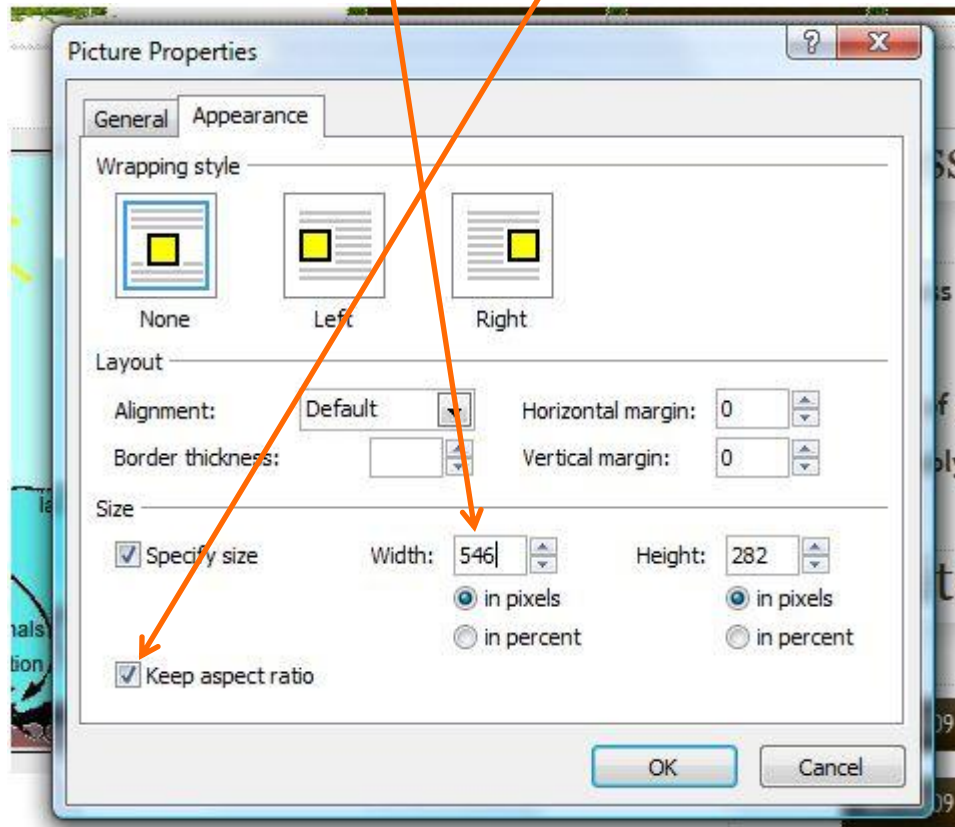 Picture Properties
General Appearance
Wrapping style
None Left Right
Layout
Alignment: Default Horizontal margin: 0
Border thickness: Vertical margin: 0
Size
Specify size Width: 546 Height: 282
in pixels in pixels
in percent in percent
Keep aspect ratio
OK Cancel